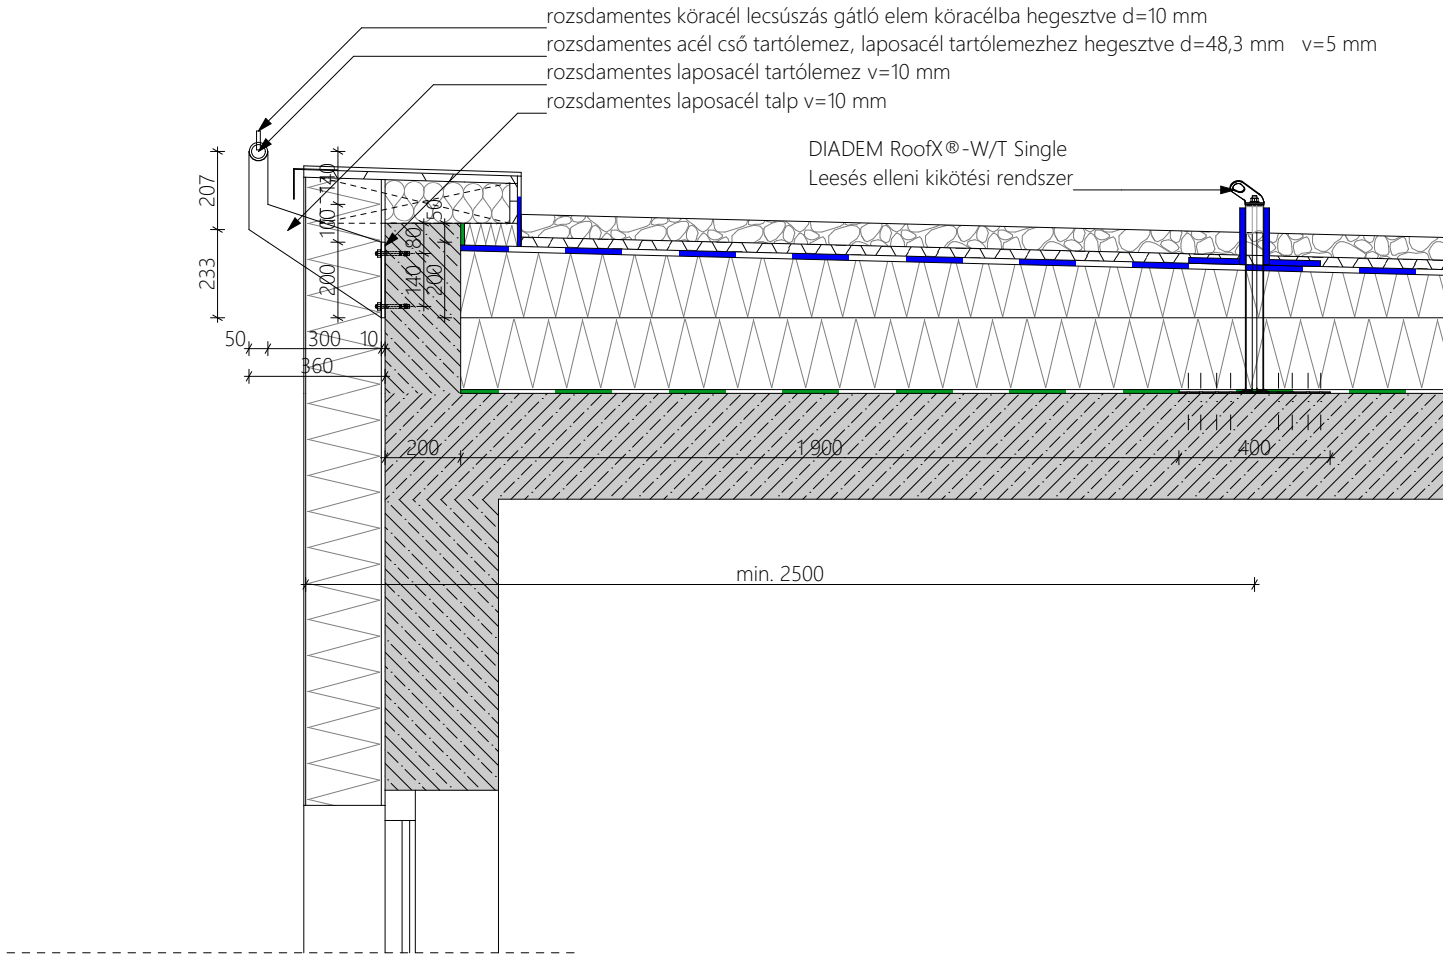 rozsdamentes köracél lecsúszás gátló elem köracélba hegesztve d=10 mm
rozsdamentes acél cső tartólemez, laposacél tartólemezhez hegesztve d=48,3 mm v=5 mm
rozsdamentes laposacél tartólemez v=10 mm
rozsdamentes laposacél talp v=10 mm
DIADEM RoofX®-W/T Single
Leesés elleni kikötési rendszer
207
233
140
100
200
50
80
140
200
50
300
10
360
200
1 900
400
min. 2500